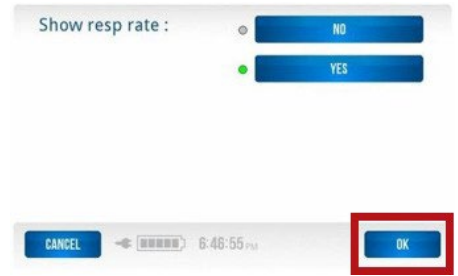 Show resp rate :
NO
YES
CANCEL
6:46:55 PM
OK